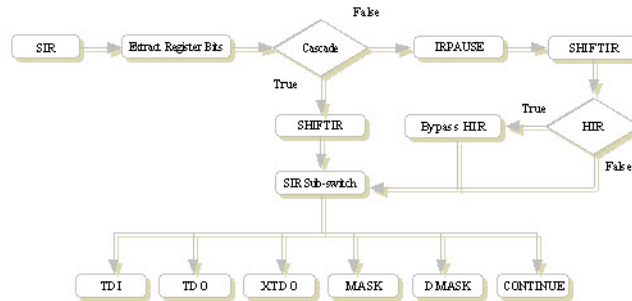 False
SIR
Extract Register Bits
Cascade
IRPAUSE
SHIFTIR
True
True
SHIFTIR
Bypass HIR
HIR
False
SIR Sub-switch
TDI
TDO
XTDO
MASK
DMASK
CONTINUE